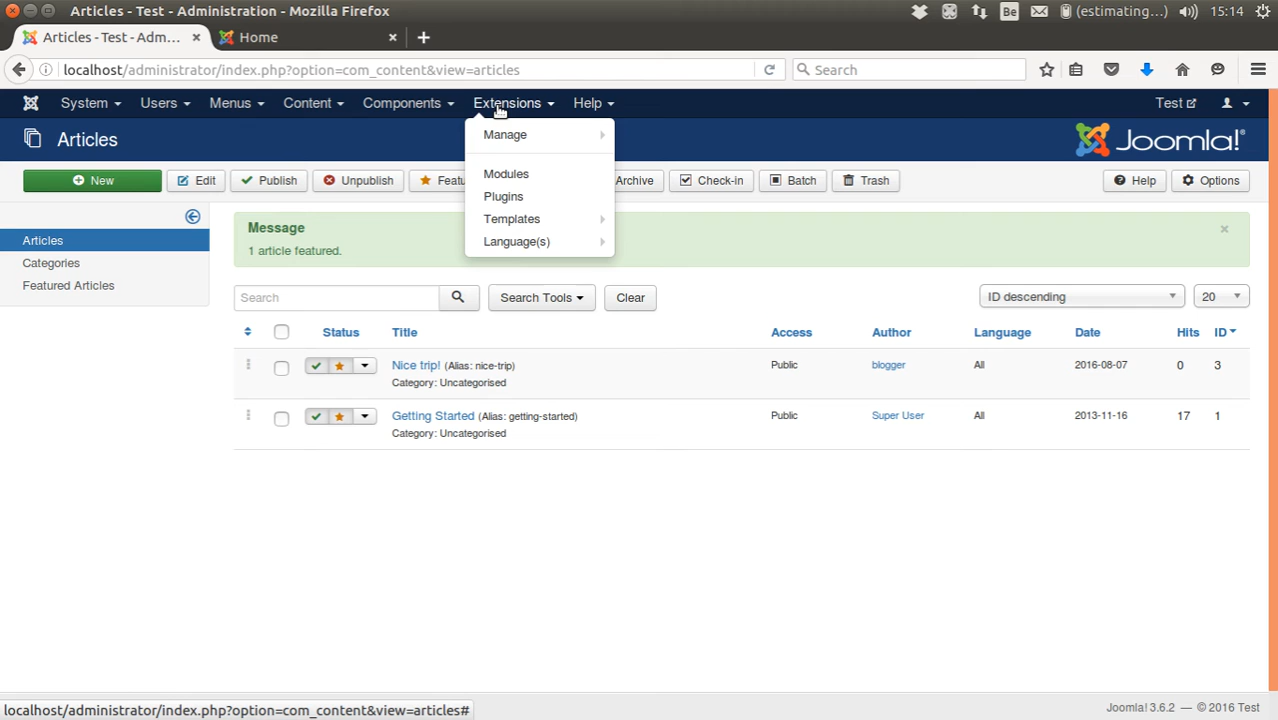 Articles - Test - Administration - Mozilla Firefox
Be
(estimating...)
15:14
Articles - Test - Adm... ×
Home ×
localhost/administrator/index.php?option=com_content&view=articles
Search
System Users Menus Content Components Extensions Help
Test
Articles
Joomla!®
New Edit Publish Unpublish Featu Archive Check-in Batch Trash Help Options
Manage
Modules
Plugins
Templates
Language(s)
Articles
Categories
Featured Articles
Message ×
1 article featured.
Search
Search Tools
Clear
ID descending
20
Status Title Access Author Language Date Hits ID
Nice trip! (Alias: nice-trip) Public blogger All 2016-08-07 0 3
Category: Uncategorised
Getting Started (Alias: getting-started) Public Super User All 2013-11-16 17 1
Category: Uncategorised
localhost/administrator/index.php?option=com_content&view=articles#
Joomla! 3.6.2 — © 2016 Test